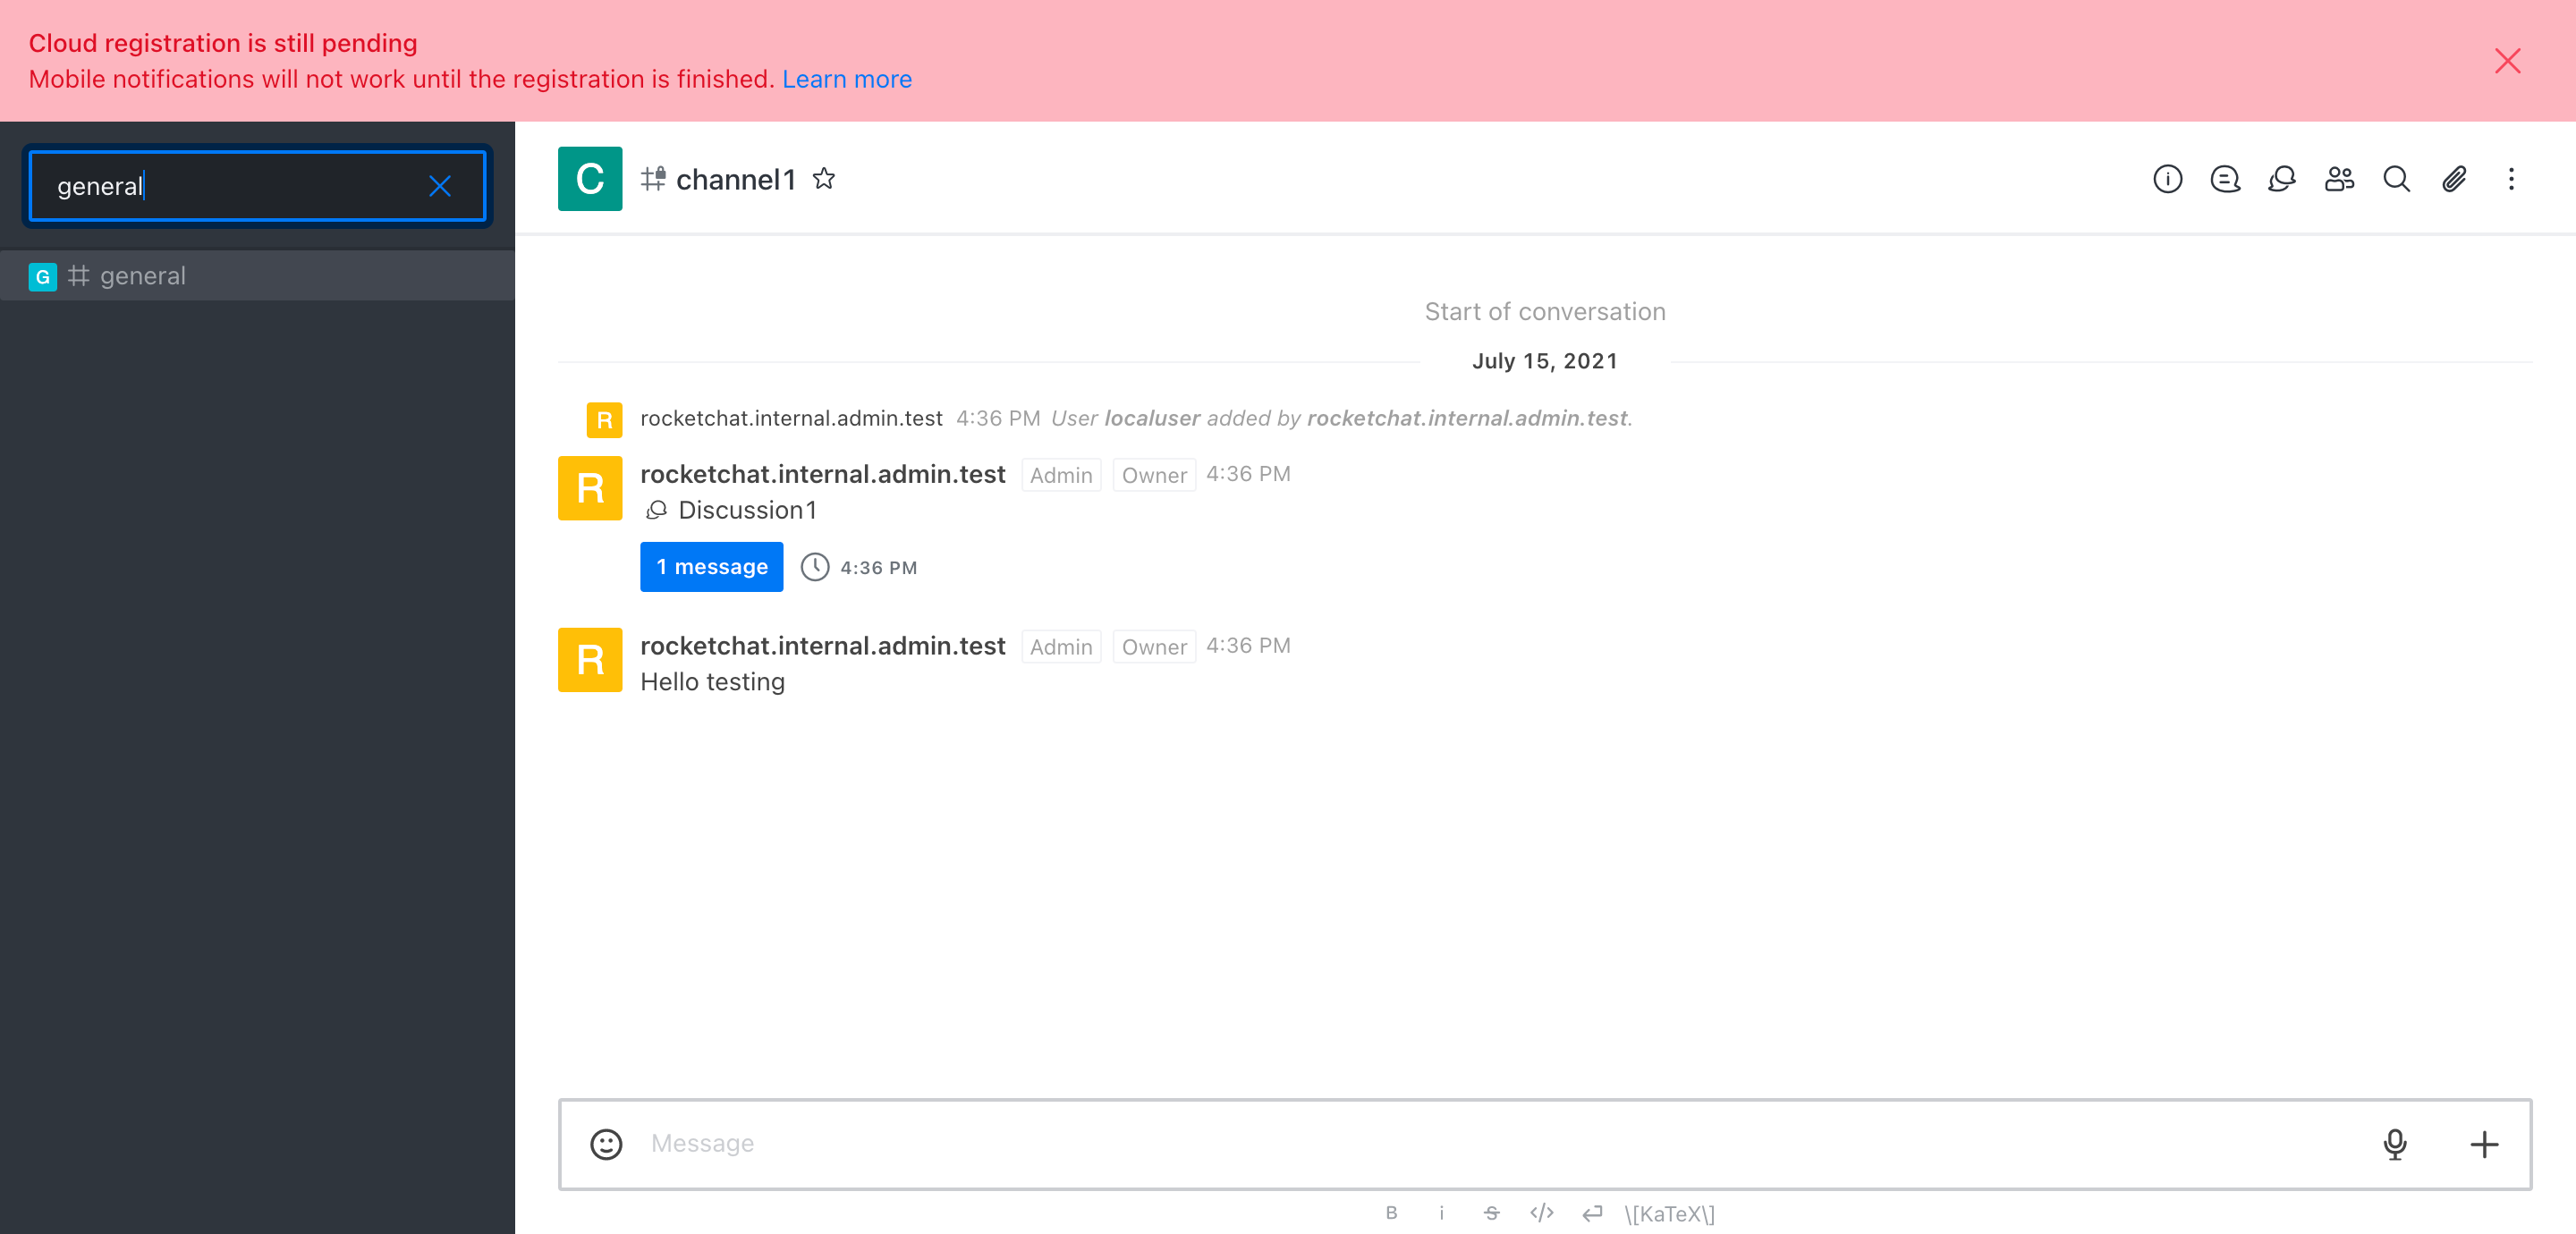 Cloud registration is still pending
Mobile notifications will not work until the registration is finished. Learn more
general
G general
C channel1
Start of conversation
July 15, 2021
R rocketchat.internal.admin.test 4:36 PM User localuser added by rocketchat.internal.admin.test.
R rocketchat.internal.admin.test Admin Owner 4:36 PM
Discussion1
1 message 4:36 PM
R rocketchat.internal.admin.test Admin Owner 4:36 PM
Hello testing
Message
B i S </> \[KaTeX\]